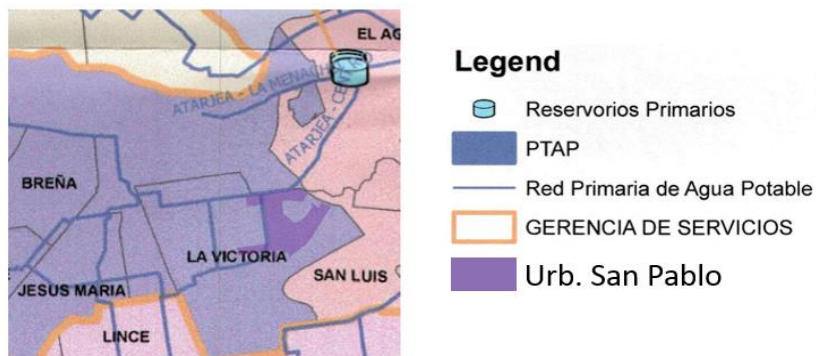 EL AG
ATARJEA - LA MENACHO
ATARJEA - CENTRO
BREÑA
LA VICTORIA
SAN LUIS
JESUS MARIA
LINCE
Legend
Reservorios Primarios
PTAP
Red Primaria de Agua Potable
GERENCIA DE SERVICIOS
Urb. San Pablo